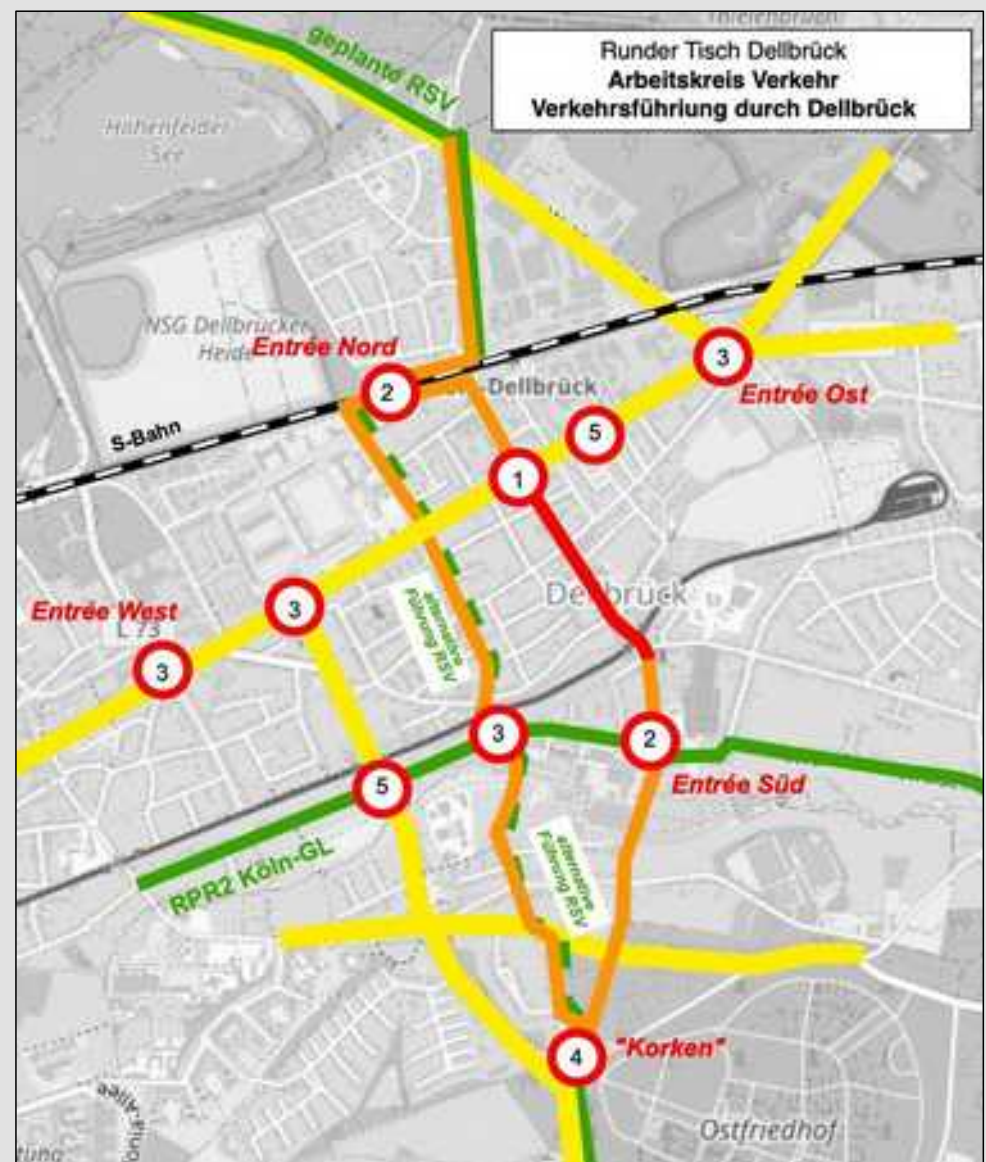 Thielenbruch
geplante RSV
Runder Tisch Dellbrück
Arbeitskreis Verkehr
Verkehrsführiung durch Dellbrück
Höhenfelder
See
NSG Dellbrücker
Heide
Entrée Nord
2
Dellbrück
3
Entrée Ost
S-Bahn
5
1
Dellbrück
Entrée West
L 73
3
3
alternative
Führung RSV
3
2
Entrée Süd
5
RPR2 Köln-GL
alternative
Führung RSV
4
"Korken"
Ostfriedhof